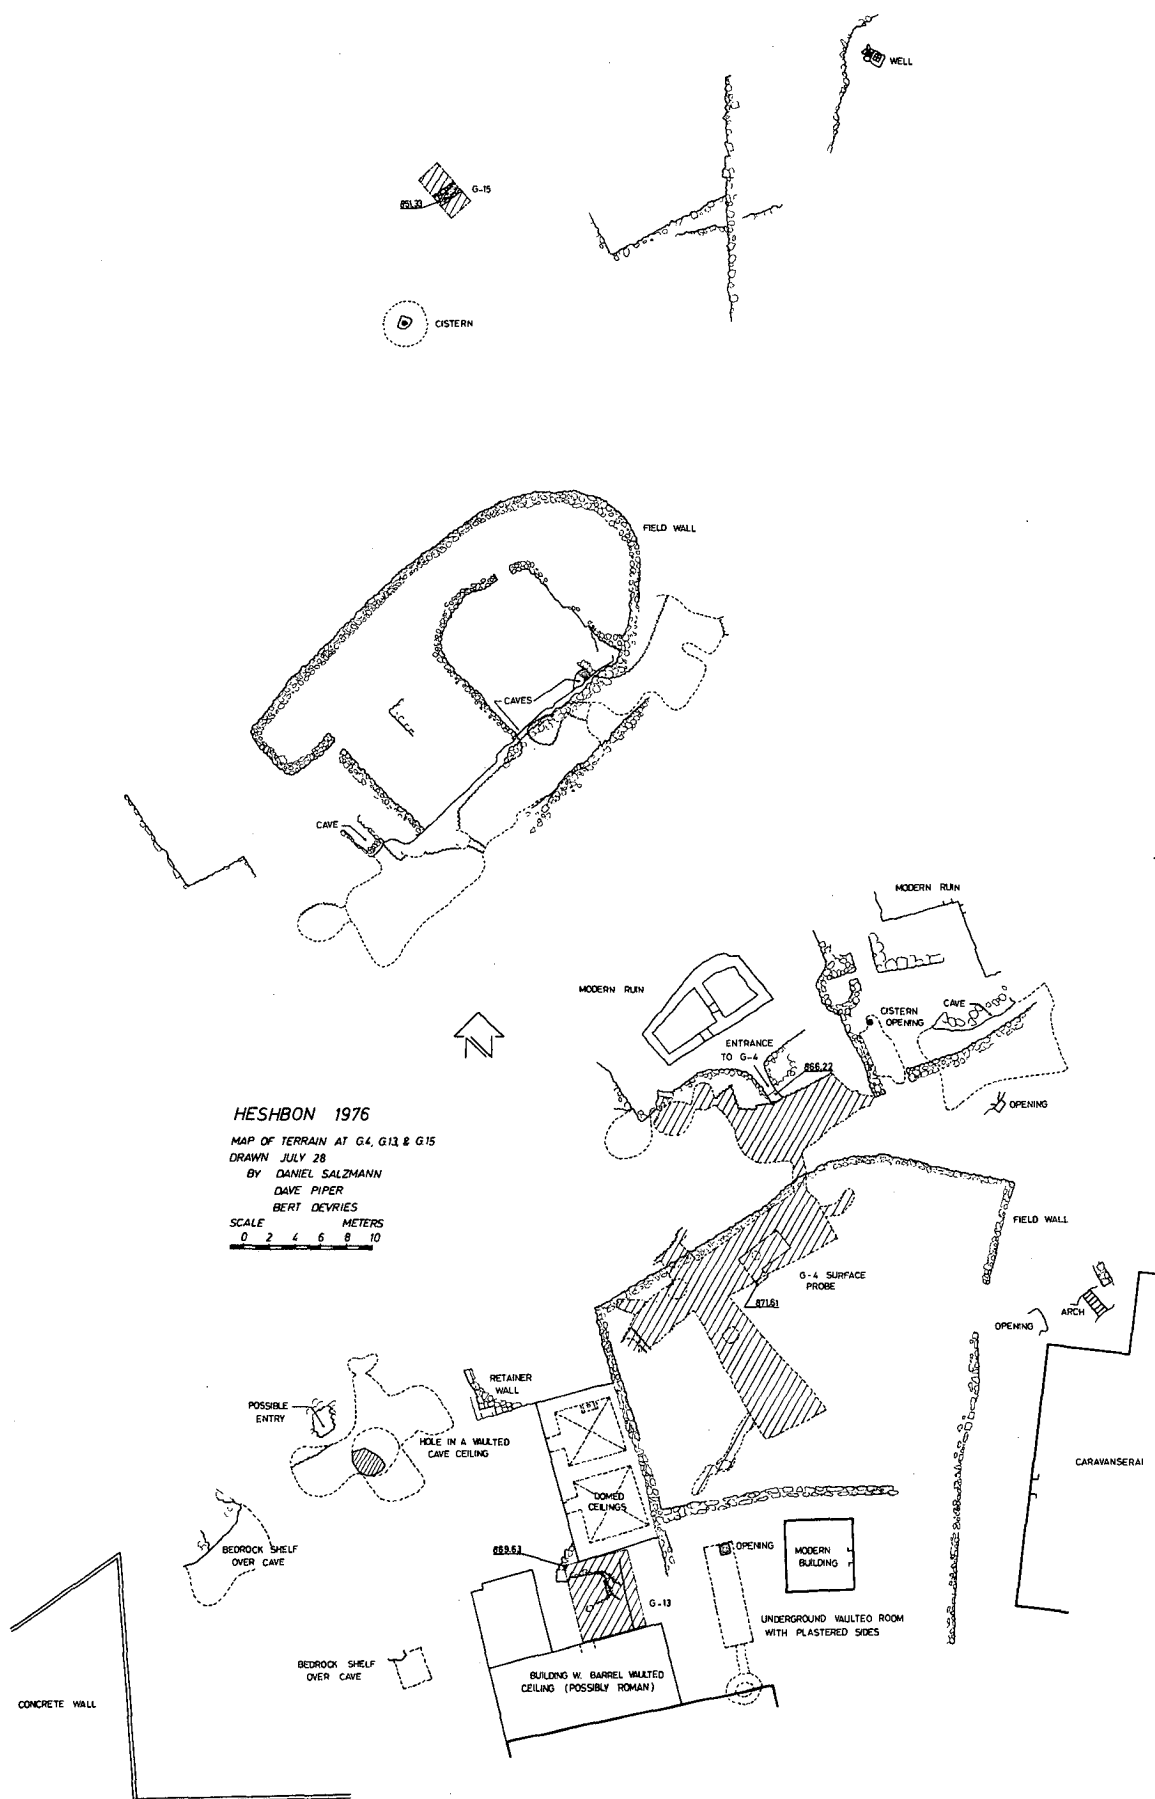 WELL
G-15
851.33
CISTERN
FIELD WALL
CAVES
CAVE
MODERN RUIN
MODERN RUIN
CISTERN
OPENING
CAVE
ENTRANCE
TO G-4
866.22
OPENING
N
HESHBON 1976
MAP OF TERRAIN AT G.4, G.13, & G.15
DRAWN JULY 28
BY DANIEL SALZMANN
DAVE PIPER
BERT DEVRIES
SCALE METERS
0 2 4 6 8 10
FIELD WALL
G-4 SURFACE
PROBE
871.61
OPENING
ARCH
RETAINER
WALL
POSSIBLE
ENTRY
HOLE IN A VAULTED
CAVE CEILING
CARAVANSERAI
DOMED
CEILINGS
BEDROCK SHELF
OVER CAVE
869.63
OPENING
MODERN
BUILDING
G-13
UNDERGROUND VAULTED ROOM
WITH PLASTERED SIDES
BEDROCK SHELF
OVER CAVE
BUILDING W. BARREL VAULTED
CEILING (POSSIBLY ROMAN)
CONCRETE WALL